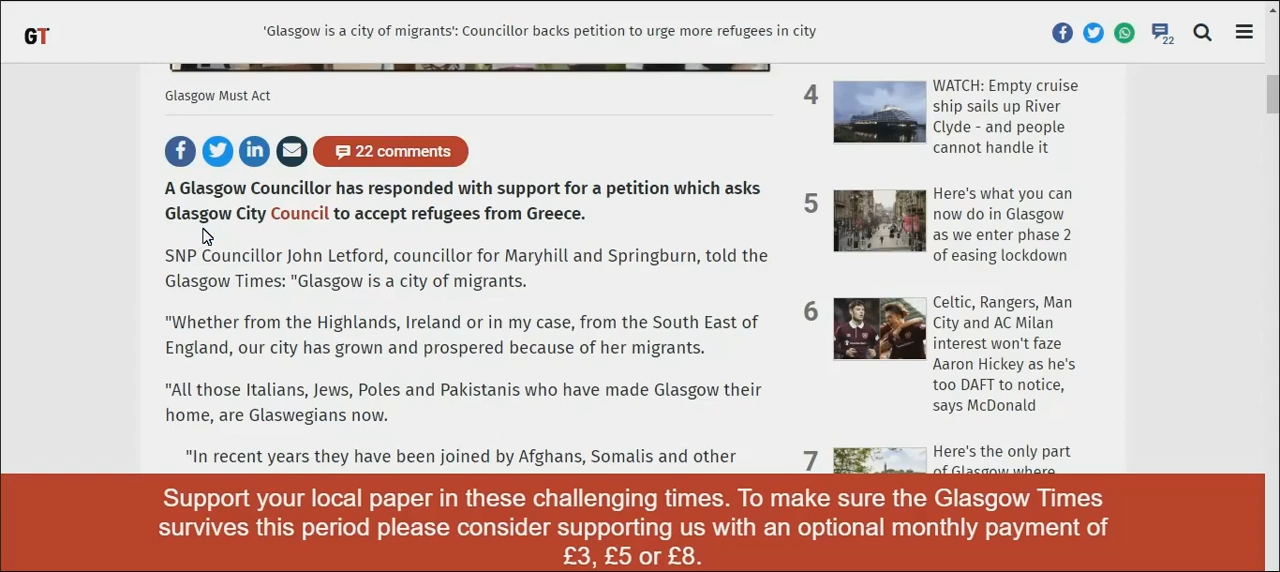 GT
'Glasgow is a city of migrants': Councillor backs petition to urge more refugees in city
22
Glasgow Must Act
22 comments
A Glasgow Councillor has responded with support for a petition which asks
Glasgow City Council to accept refugees from Greece.
SNP Councillor John Letford, councillor for Maryhill and Springburn, told the
Glasgow Times: "Glasgow is a city of migrants.
"Whether from the Highlands, Ireland or in my case, from the South East of
England, our city has grown and prospered because of her migrants.
"All those Italians, Jews, Poles and Pakistanis who have made Glasgow their
home, are Glaswegians now.
"In recent years they have been joined by Afghans, Somalis and other
4
WATCH: Empty cruise
ship sails up River
Clyde - and people
cannot handle it
5
Here's what you can
now do in Glasgow
as we enter phase 2
of easing lockdown
6
Celtic, Rangers, Man
City and AC Milan
interest won't faze
Aaron Hickey as he's
too DAFT to notice,
says McDonald
7
Here's the only part
of Glasgow where
Support your local paper in these challenging times. To make sure the Glasgow Times
survives this period please consider supporting us with an optional monthly payment of
£3, £5 or £8.